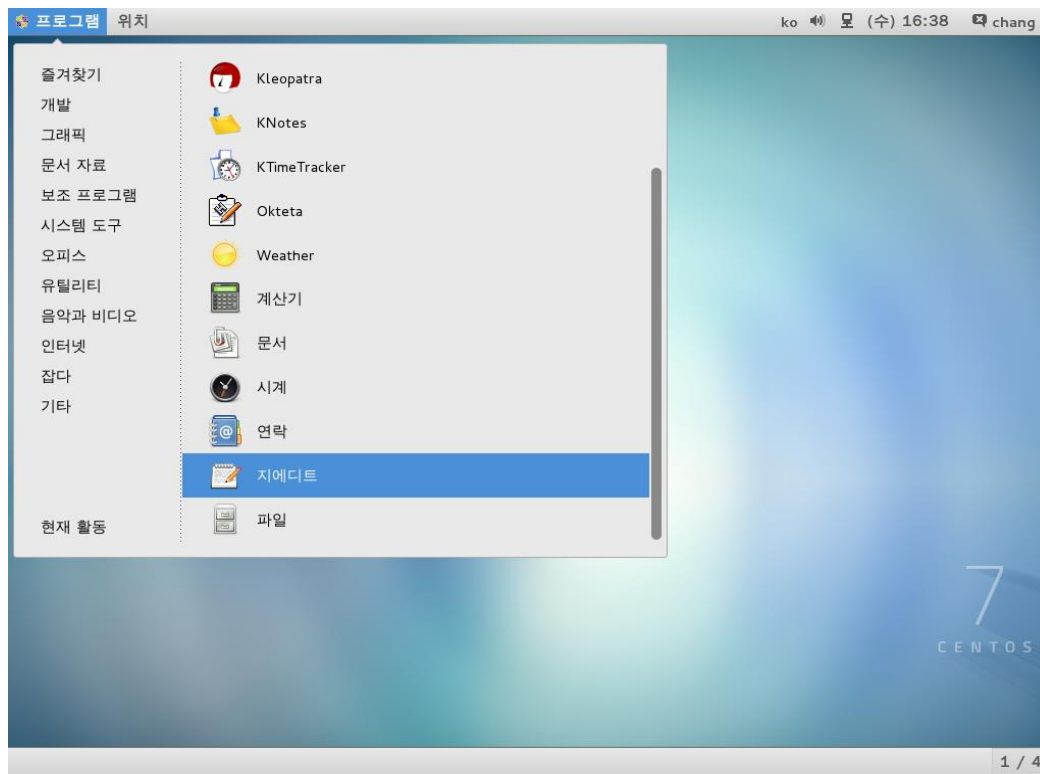 프로그램 위치 ko (수) 16:38 chang
즐겨찾기
개발
그래픽
문서 자료
보조 프로그램
시스템 도구
오피스
유틸리티
음악과 비디오
인터넷
잡다
기타
현재 활동
Kleopatra
KNotes
KTimeTracker
Okteta
Weather
계산기
문서
시계
연락
지에디트
파일
7
CENTOS
1 / 4